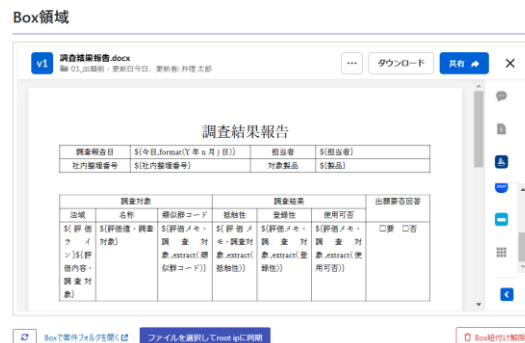 Box領域
v1
調査結果報告.docx
01_出願前・更新日今日、更新者: 弁理 太郎
ダウンロード
共有
調査結果報告
調査報告日 ${今日,format(Y 年 n 月 j 日)} 担当者 ${担当者}
社内整理番号 ${社内整理番号} 対象製品 ${製品}
調査対象 調査結果 出願要否回答
法域 名称 類似群コード 抵触性 登録性 使用可否
${評価ライン}${評価内容・調査対象} ${評価値・調査対象} ${評価メモ・調査対象,extract(類似群コード)} ${評価メモ・調査対象,extract(抵触性)} ${評価メモ・調査対象,extract(登録性)} ${評価メモ・調査対象,extract(使用可否)} □要 □否
Boxで案件フォルダを開く
ファイルを選択してroot ipに同期
Box紐付け解除